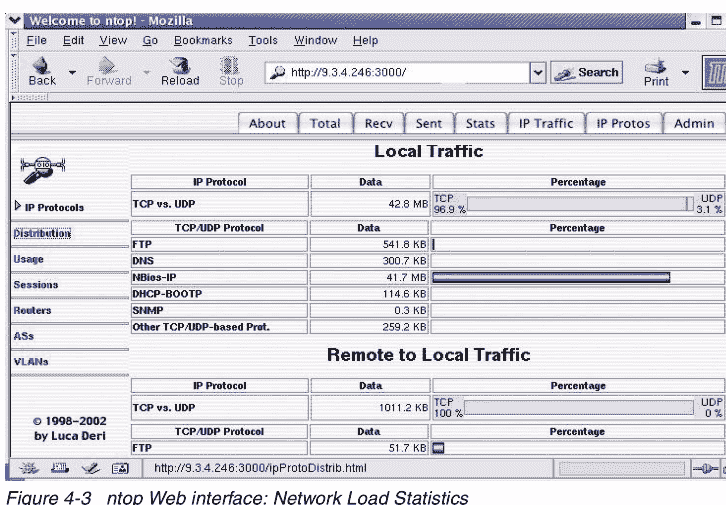 Welcome to ntop! - Mozilla
File Edit View Go Bookmarks Tools Window Help
Back Forward Reload Stop http://9.3.4.246:3000/ Search Print
About Total Recv Sent Stats IP Traffic IP Protos Admin
Local Traffic
IP Protocol Data Percentage
TCP vs. UDP 42.8 MB TCP 96.9 % UDP 3.1 %
TCP/UDP Protocol Data Percentage
FTP 541.8 KB
DNS 300.7 KB
NBios-IP 41.7 MB
DHCP-BOOTP 114.6 KB
SNMP 0.3 KB
Other TCP/UDP-based Prot. 259.2 KB
Remote to Local Traffic
IP Protocol Data Percentage
TCP vs. UDP 1011.2 KB TCP 100 % UDP 0 %
TCP/UDP Protocol Data Percentage
FTP 51.7 KB
IP Protocols
Distribution
Usage
Sessions
Routers
ASs
VLANs
© 1998-2002
by Luca Deri
http://9.3.4.246:3000/ipProtoDistrib.html
Figure 4-3 ntop Web interface: Network Load Statistics